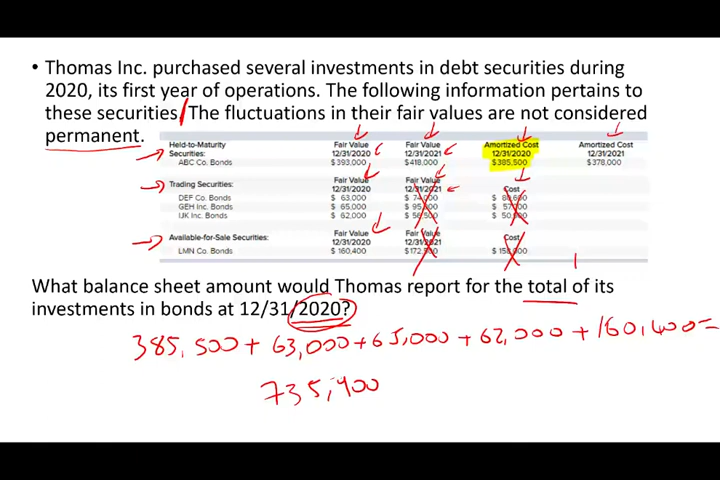 • Thomas Inc. purchased several investments in debt securities during
2020, its first year of operations. The following information pertains to
these securities. The fluctuations in their fair values are not considered
permanent.
Held-to-Maturity Fair Value Fair Value Amortized Cost Amortized Cost
Securities: 12/31/2020 12/31/2021 12/31/2020 12/31/2021
ABC Co. Bonds $ 393,000 $ 418,000 $ 385,500 $ 378,000
Trading Securities: Fair Value Fair Value Cost
12/31/2020 12/31/2021
DEF Co. Bonds $ 63,000 $
GEH Inc. Bonds $ 65,000 $
IJK Inc. Bonds $ 62,000 $
Available-for-Sale Securities: Fair Value Fair Value Cost
12/31/2020 12/31/2021
LMN Co. Bonds $ 160,400
What balance sheet amount would Thomas report for the total of its
investments in bonds at 12/31/2020?
385,500 + 63,000 + 65,000 + 62,000 + 160,400 =
735,900